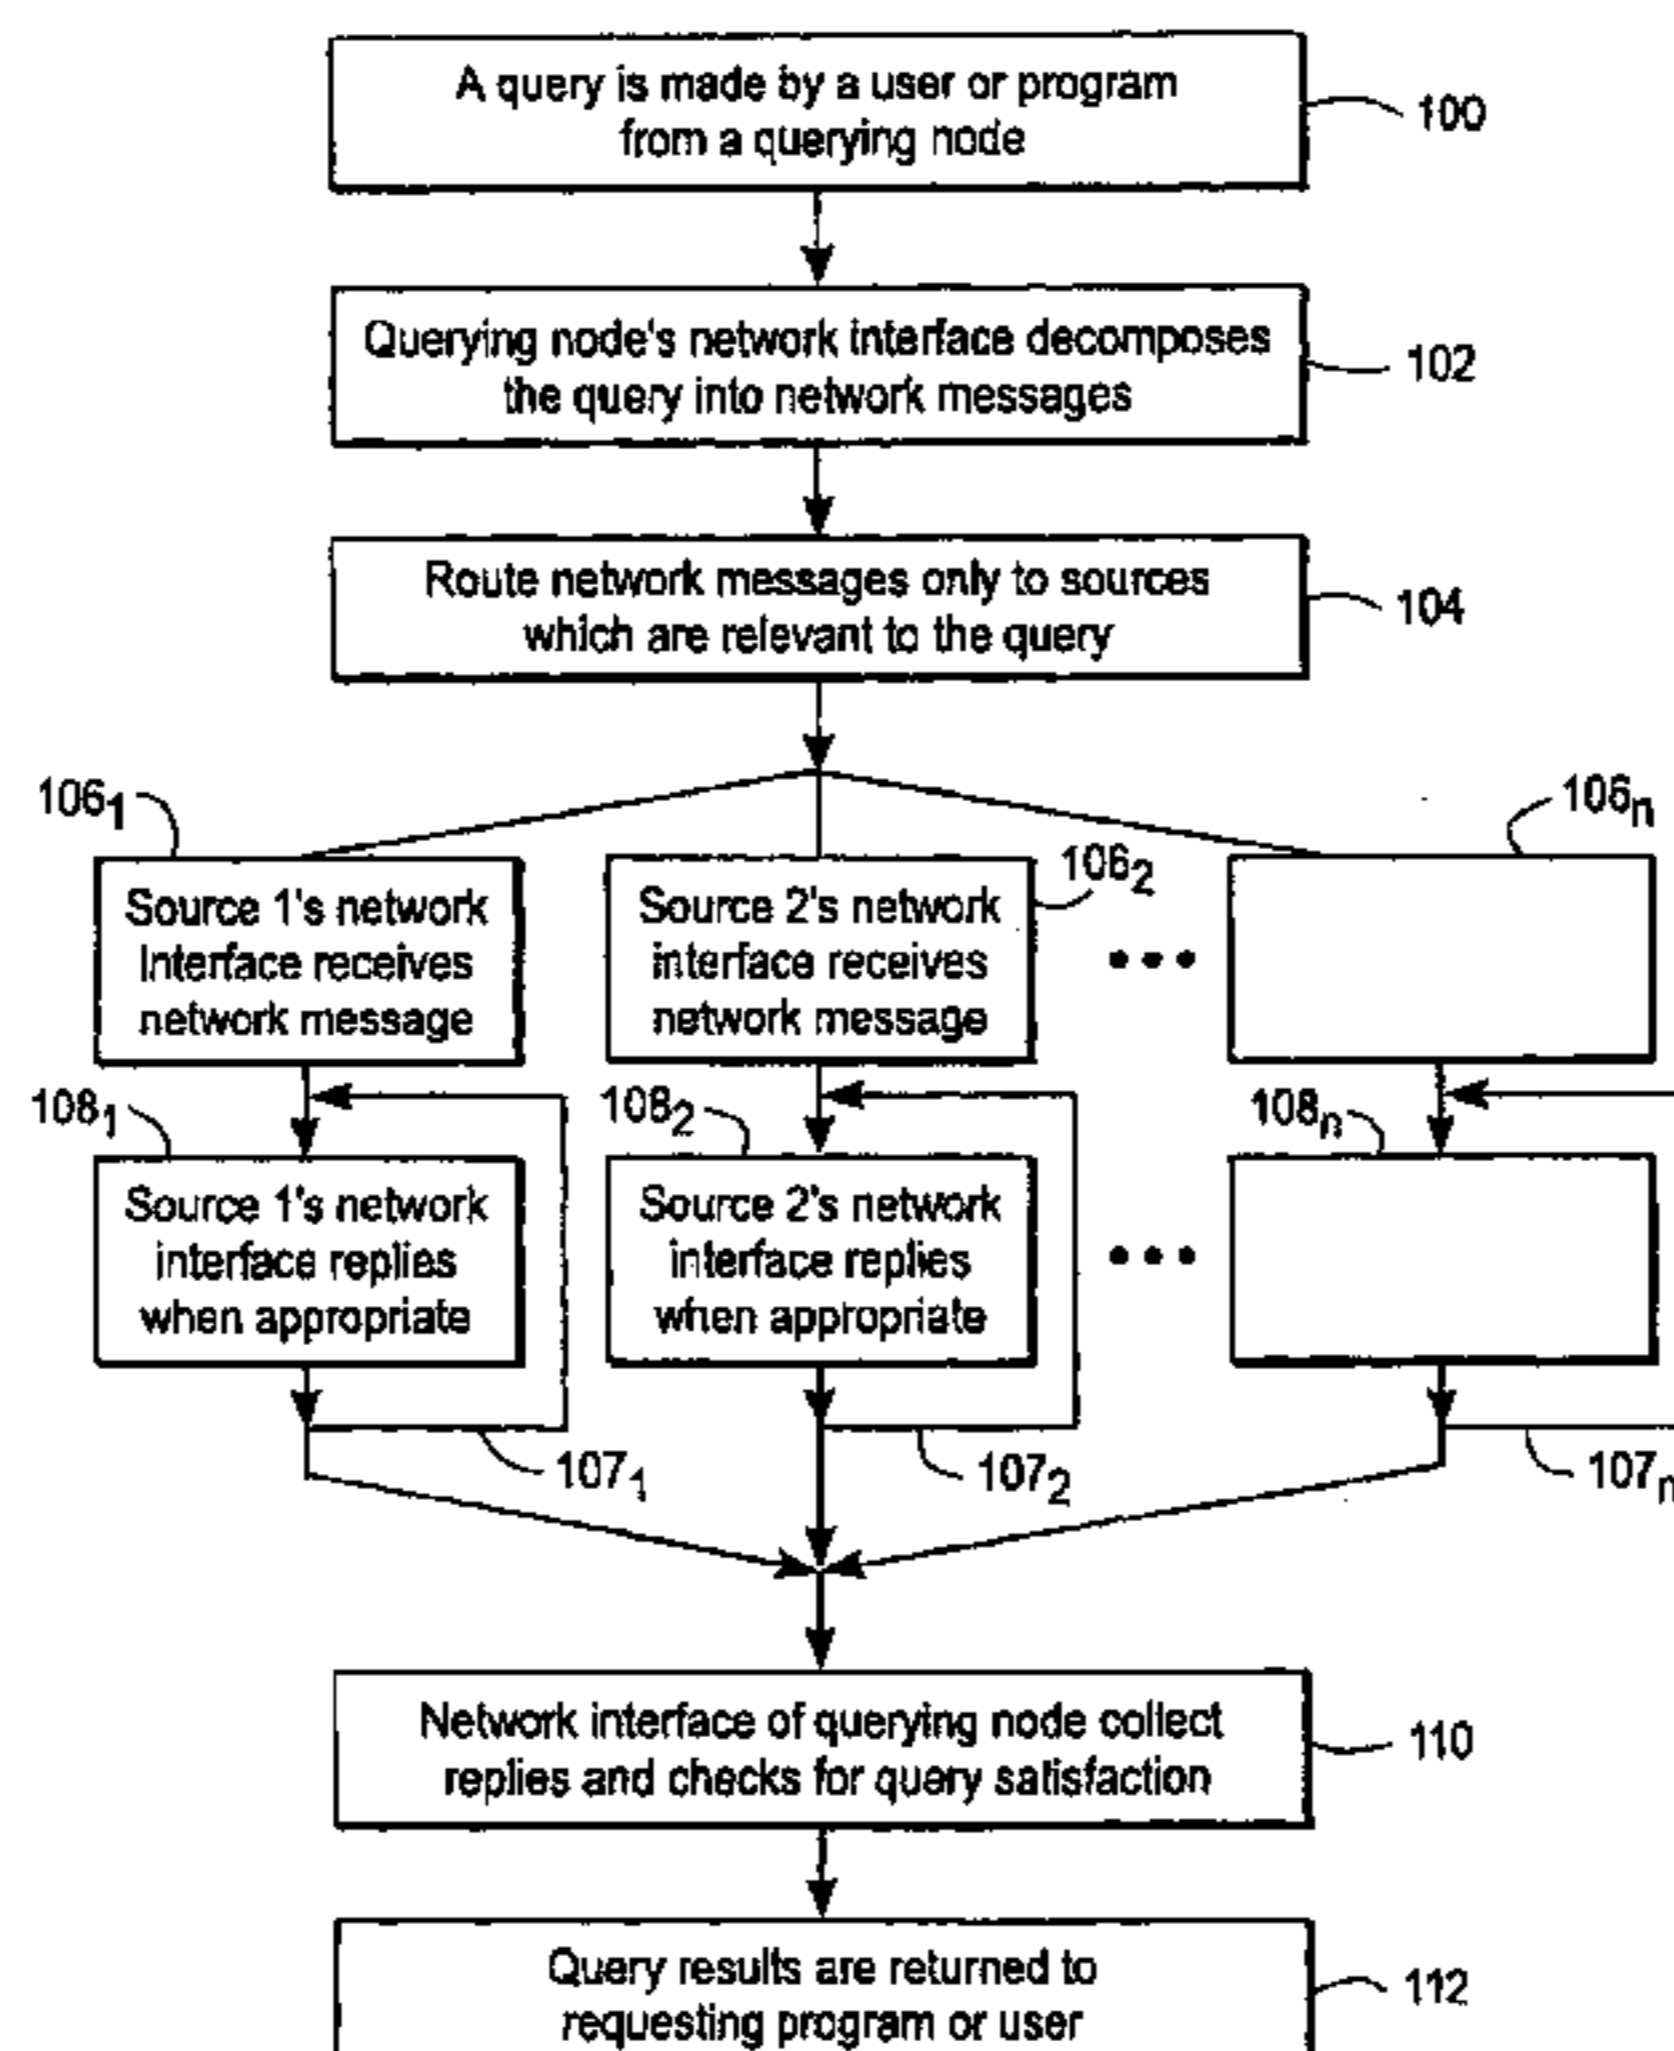 A query is made by a user or program
from a querying node
100
Querying node's network interface decomposes
the query into network messages
102
Route network messages only to sources
which are relevant to the query
104
106₁
106₂
106ₙ
Source 1's network
Interface receives
network message
Source 2's network
interface receives
network message
•••
108₁
108₂
108ₙ
Source 1's network
interface replies
when appropriate
Source 2's network
interface replies
when appropriate
•••
107₁
107₂
107ₙ
Network interface of querying node collect
replies and checks for query satisfaction
110
Query results are returned to
requesting program or user
112